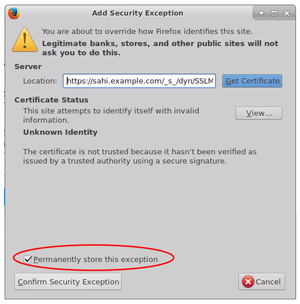 Add Security Exception
You are about to override how Firefox identifies this site.
Legitimate banks, stores, and other public sites will not
ask you to do this.
Server
Location: https://sahi.example.com/_s_/dyn/SSLM
Get Certificate
Certificate Status
This site attempts to identify itself with invalid
information.
View...
Unknown Identity
The certificate is not trusted because it hasn't been verified as
issued by a trusted authority using a secure signature.
Permanently store this exception
Confirm Security Exception
Cancel